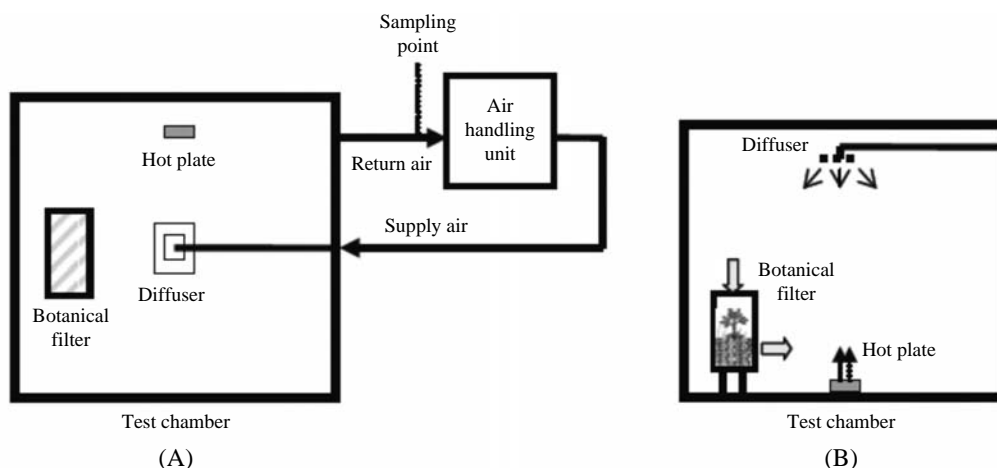 Sampling
point
Air
handling
unit
Hot plate
Return air
Supply air
Diffuser
Botanical
filter
Test chamber
(A)
Diffuser
Botanical
filter
Hot plate
Test chamber
(B)